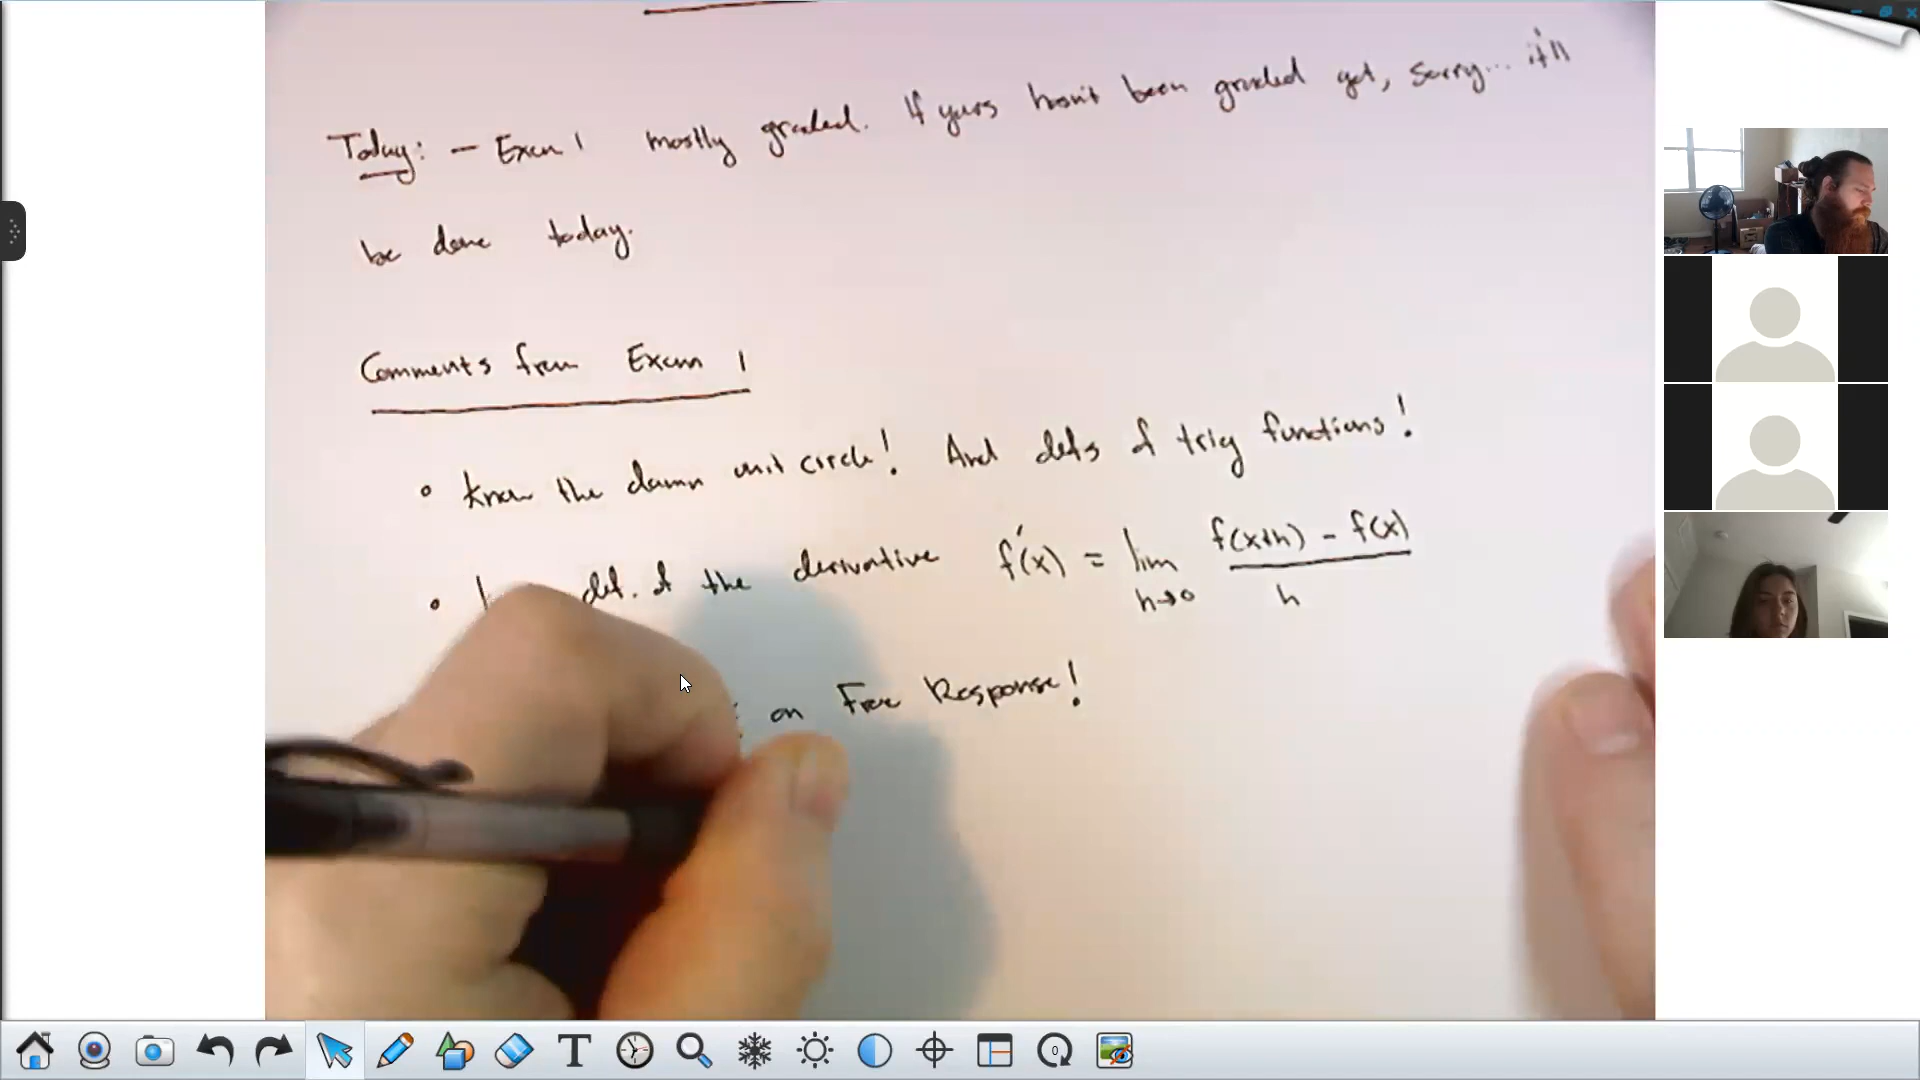 Today: - Exam 1 mostly graded. If yours hasn't been graded yet, sorry... it'll
be done today.
Comments from Exam 1
• know the damn unit circle! And defs of trig functions!
• def. of the derivative f'(x) = lim h→0 f(x+h) - f(x) / h
on Free Response!
T
0